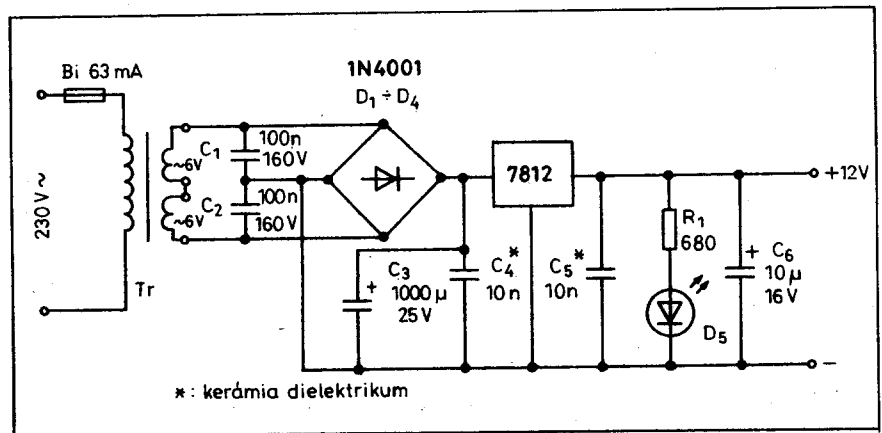 Bi 63 mA
230 V ~
Tr
~6V
~6V
C1
100n
160V
C2
100n
160V
1N4001
D1 ÷ D4
7812
+
C3
1000 µ
25 V
C4*
10n
C5*
10n
R1
680
D5
+
C6
10 µ
16 V
+12V
–
*: kerámia dielektrikum